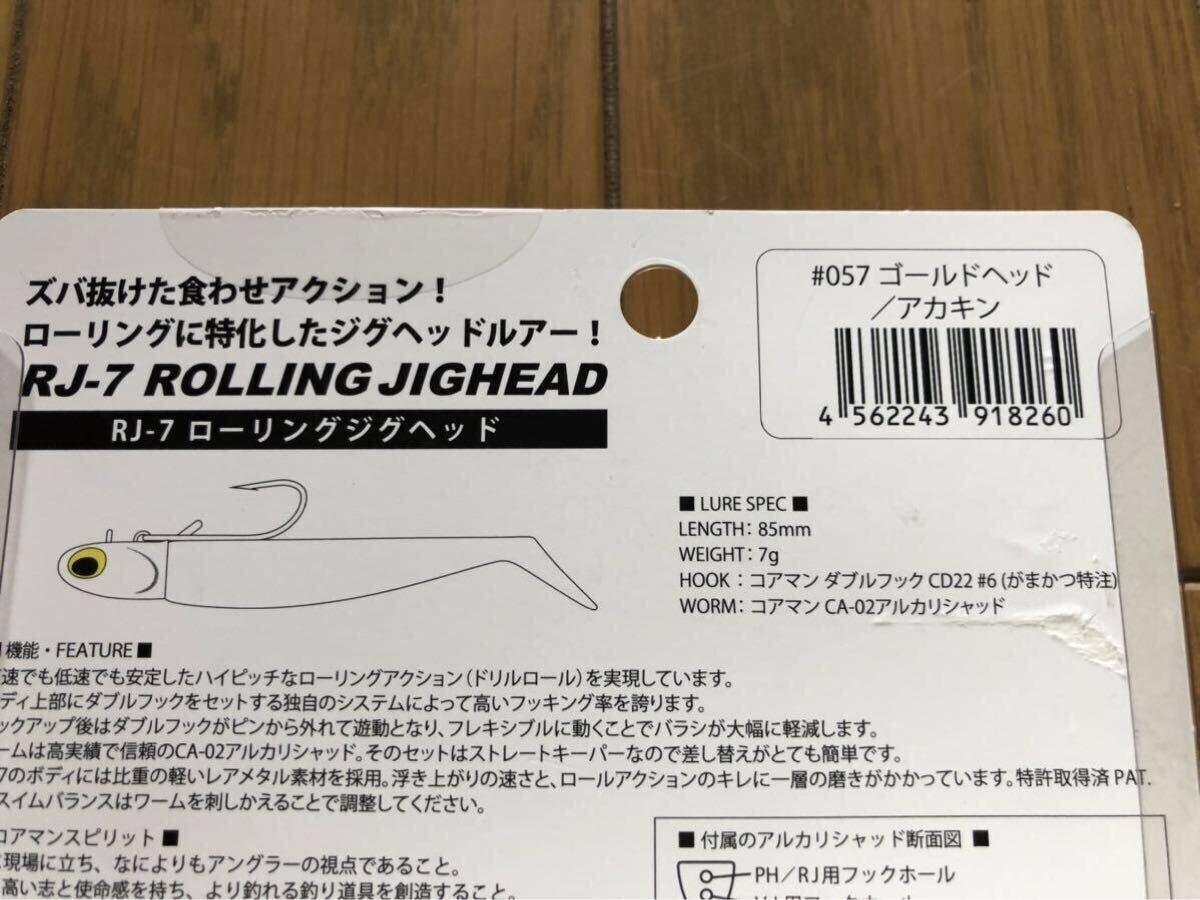 ズバ抜けた食わせアクション！
ローリングに特化したジグヘッドルアー！
RJ-7 ROLLING JIGHEAD
RJ-7 ローリングジグヘッド
#057 ゴールドヘッド
／アカキン
4 562243 918260
■ LURE SPEC ■
LENGTH：85mm
WEIGHT：7g
HOOK：コアマン ダブルフック CD22 #6 (がまかつ特注)
WORM：コアマン CA-02アルカリシャッド
機能・FEATURE ■
速でも低速でも安定したハイピッチなローリングアクション（ドリルロール）を実現しています。
ディ上部にダブルフックをセットする独自のシステムによって高いフッキング率を誇ります。
ックアップ後はダブルフックがピンから外れて遊動となり、フレキシブルに動くことでバラシが大幅に軽減します。
ームは高実績で信頼のCA-02アルカリシャッド。そのセットはストレートキーパーなので差し替えがとても簡単です。
7のボディには比重の軽いレアメタル素材を採用。浮き上がりの速さと、ロールアクションのキレに一層の磨きがかかっています。特許取得済 PAT.
スイムバランスはワームを刺しかえることで調整してください。
コアマンスピリット ■
現場に立ち、なによりもアングラーの視点であること。
高い志と使命感を持ち、より釣れる釣り道具を創造すること。
■ 付属のアルカリシャッド断面図 ■
PH／RJ用フックホール
用フックホール